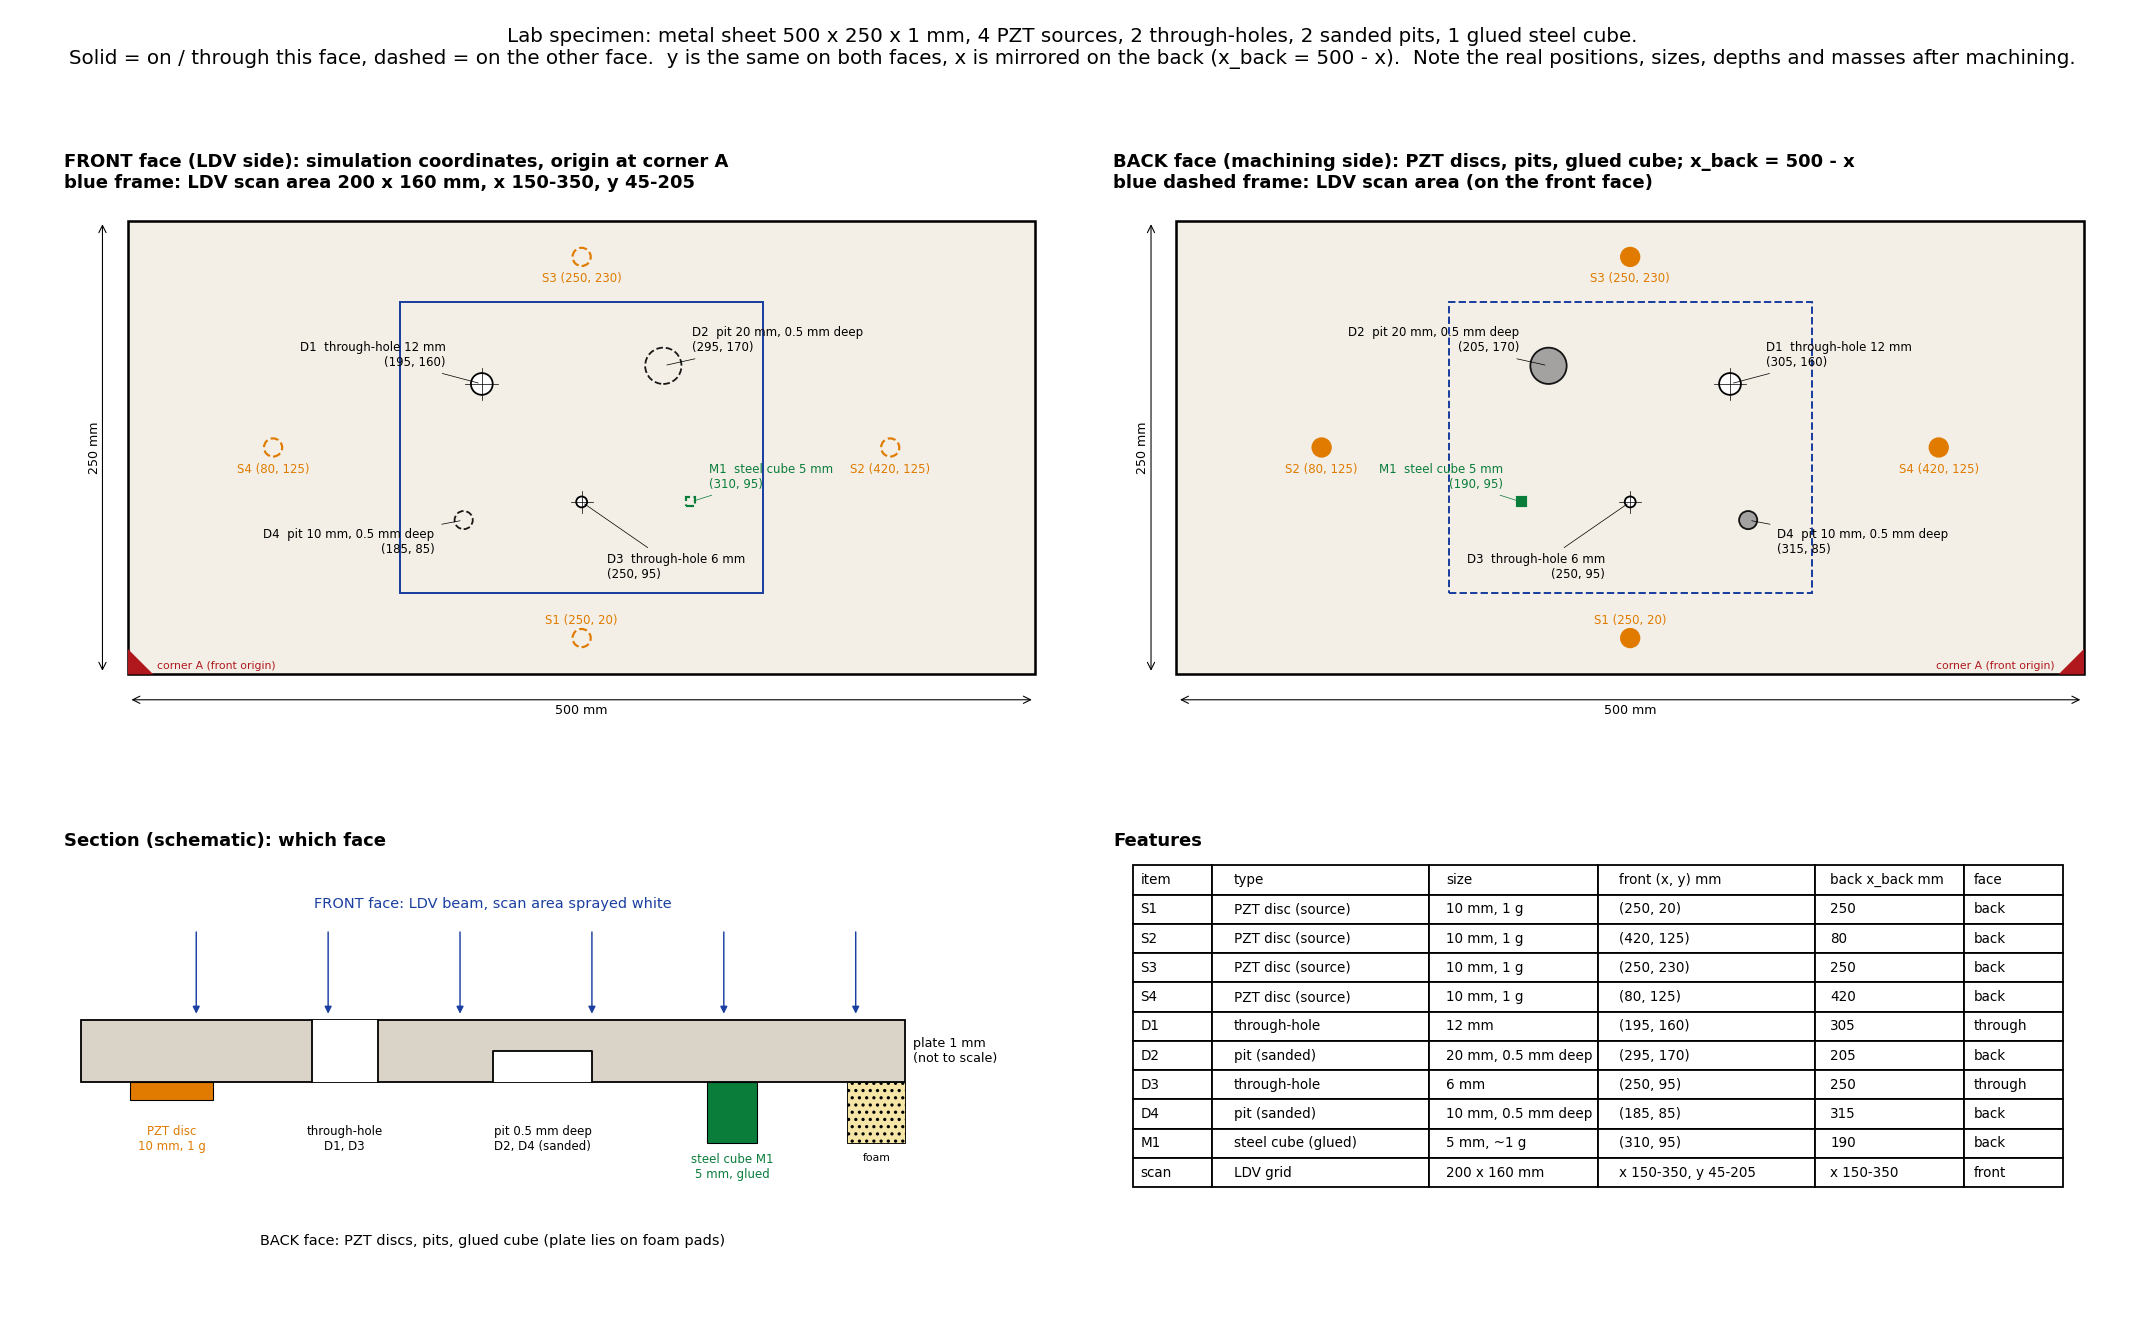 Lab specimen: metal sheet 500 x 250 x 1 mm, 4 PZT sources, 2 through-holes, 2 sanded pits, 1 glued steel cube.
Solid = on / through this face, dashed = on the other face.  y is the same on both faces, x is mirrored on the back (x_back = 500 - x).  Note the real positions, sizes, depths and masses after machining.
FRONT face (LDV side): simulation coordinates, origin at corner A
blue frame: LDV scan area 200 x 160 mm, x 150-350, y 45-205
S3 (250, 230)
D2  pit 20 mm, 0.5 mm deep
(295, 170)
D1  through-hole 12 mm
(195, 160)
250 mm
S4 (80, 125)
M1  steel cube 5 mm
(310, 95)
S2 (420, 125)
D4  pit 10 mm, 0.5 mm deep
(185, 85)
D3  through-hole 6 mm
(250, 95)
S1 (250, 20)
corner A (front origin)
500 mm
BACK face (machining side): PZT discs, pits, glued cube; x_back = 500 - x
blue dashed frame: LDV scan area (on the front face)
S3 (250, 230)
D2  pit 20 mm, 0.5 mm deep
(205, 170)
D1  through-hole 12 mm
(305, 160)
250 mm
S2 (80, 125)
M1  steel cube 5 mm
(190, 95)
S4 (420, 125)
D4  pit 10 mm, 0.5 mm deep
(315, 85)
D3  through-hole 6 mm
(250, 95)
S1 (250, 20)
corner A (front origin)
500 mm
Section (schematic): which face
FRONT face: LDV beam, scan area sprayed white
plate 1 mm
(not to scale)
PZT disc
10 mm, 1 g
through-hole
D1, D3
pit 0.5 mm deep
D2, D4 (sanded)
steel cube M1
5 mm, glued
foam
BACK face: PZT discs, pits, glued cube (plate lies on foam pads)
Features
item type size front (x, y) mm back x_back mm face
S1 PZT disc (source) 10 mm, 1 g (250, 20) 250 back
S2 PZT disc (source) 10 mm, 1 g (420, 125) 80 back
S3 PZT disc (source) 10 mm, 1 g (250, 230) 250 back
S4 PZT disc (source) 10 mm, 1 g (80, 125) 420 back
D1 through-hole 12 mm (195, 160) 305 through
D2 pit (sanded) 20 mm, 0.5 mm deep (295, 170) 205 back
D3 through-hole 6 mm (250, 95) 250 through
D4 pit (sanded) 10 mm, 0.5 mm deep (185, 85) 315 back
M1 steel cube (glued) 5 mm, ~1 g (310, 95) 190 back
scan LDV grid 200 x 160 mm x 150-350, y 45-205 x 150-350 front